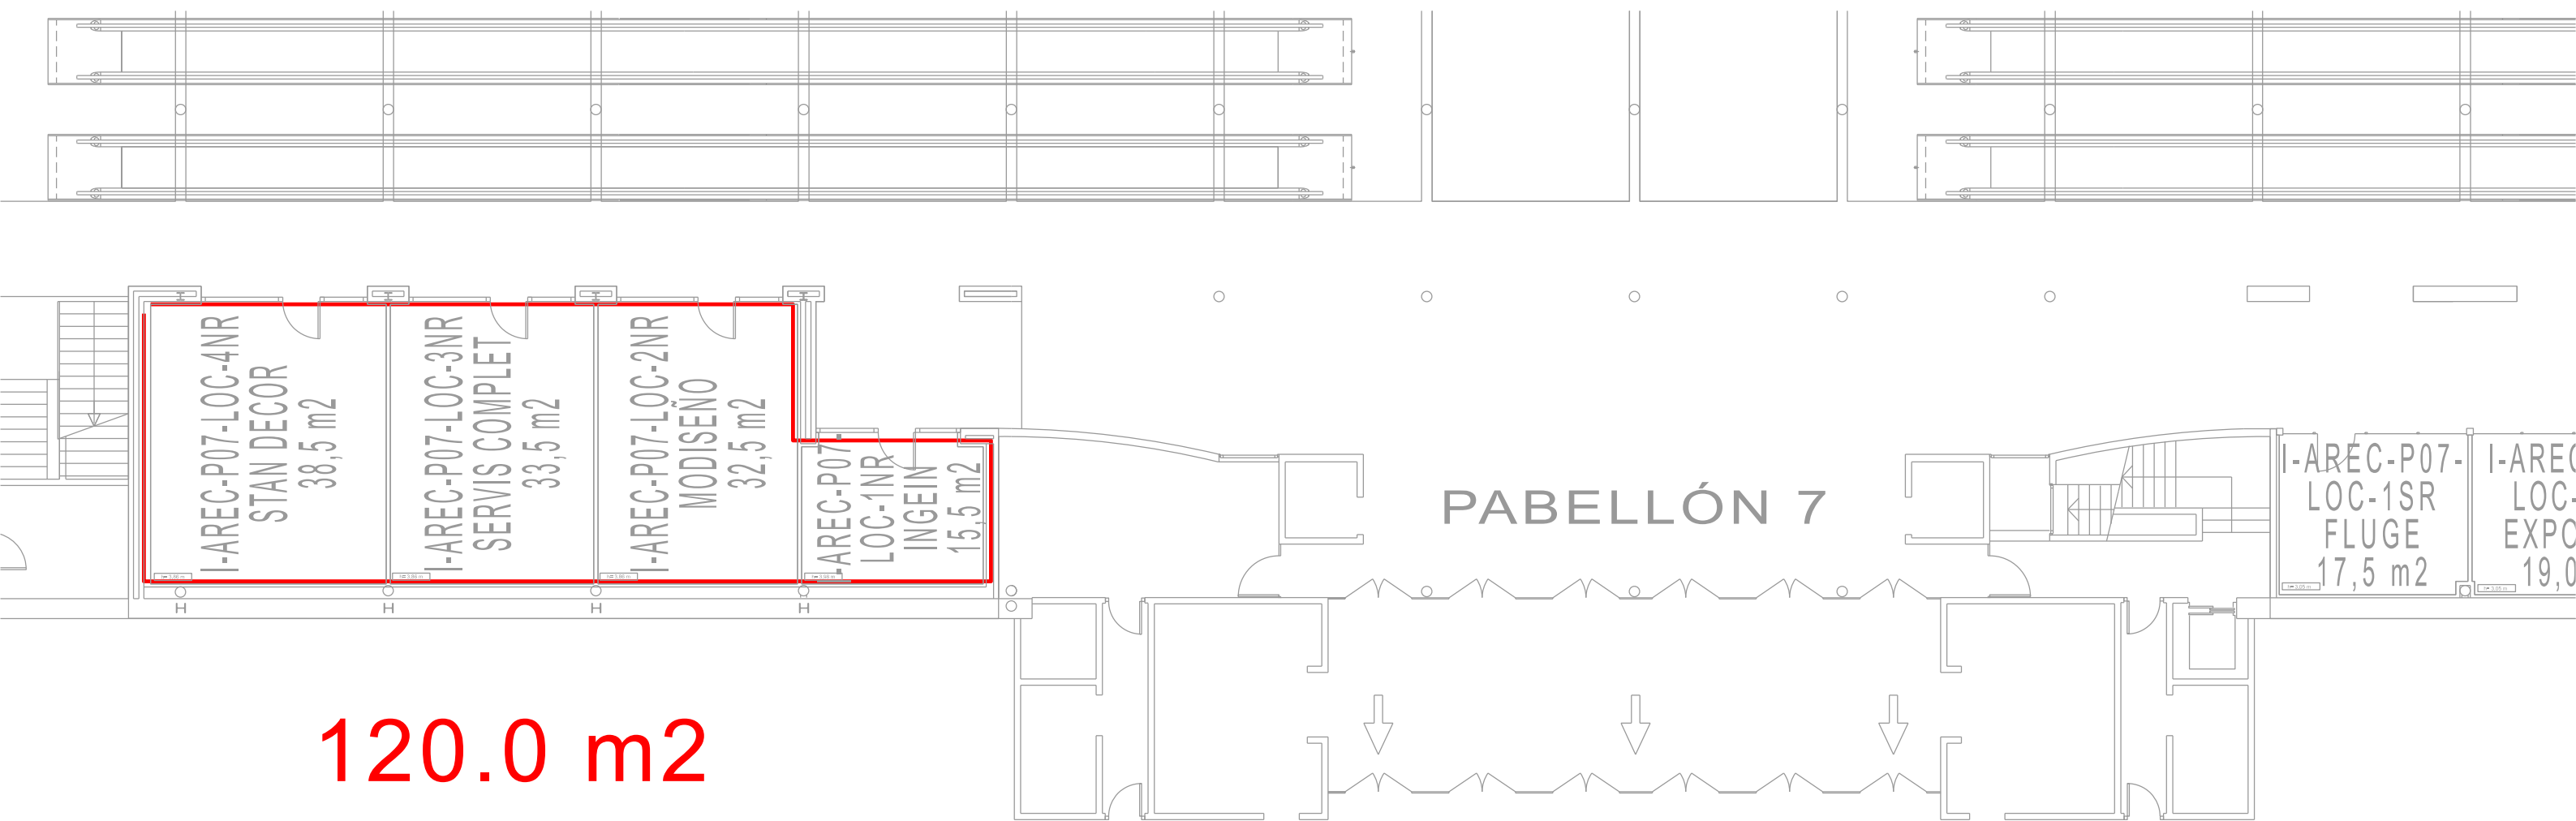 I-AREC-P07-LOC-4NR
STAN DECOR
38,5 m2
I-AREC-P07-LOC-3NR
SERVIS COMPLET
33,5 m2
I-AREC-P07-LOC-2NR
MODISEÑO
32,5 m2
-AREC-P07-
LOC-1NR
INGEIN
15,5 m2
PABELLÓN 7
I-AREC-P07-
LOC-1SR
FLUGE
17,5 m2
I-AREC
LOC-
EXPO
19,0
120.0 m2